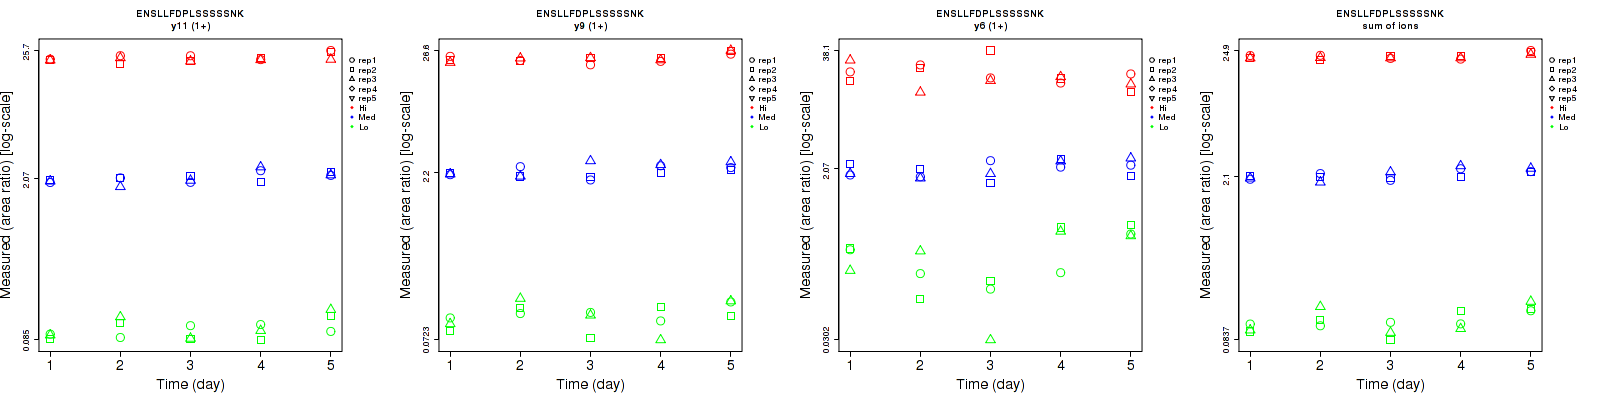 ENSLLFDPLSSSSSNK
y11 (1+)
Measured (area ratio) [log-scale]
25.7
2.07
0.085
1 2 3 4 5
Time (day)
rep1
rep2
rep3
rep4
rep5
Hi
Med
Lo
ENSLLFDPLSSSSSNK
y9 (1+)
Measured (area ratio) [log-scale]
26.8
2.2
0.0723
1 2 3 4 5
Time (day)
rep1
rep2
rep3
rep4
rep5
Hi
Med
Lo
ENSLLFDPLSSSSSNK
y6 (1+)
Measured (area ratio) [log-scale]
38.1
2.07
0.0302
1 2 3 4 5
Time (day)
rep1
rep2
rep3
rep4
rep5
Hi
Med
Lo
ENSLLFDPLSSSSSNK
sum of ions
Measured (area ratio) [log-scale]
24.9
2.1
0.0837
1 2 3 4 5
Time (day)
rep1
rep2
rep3
rep4
rep5
Hi
Med
Lo